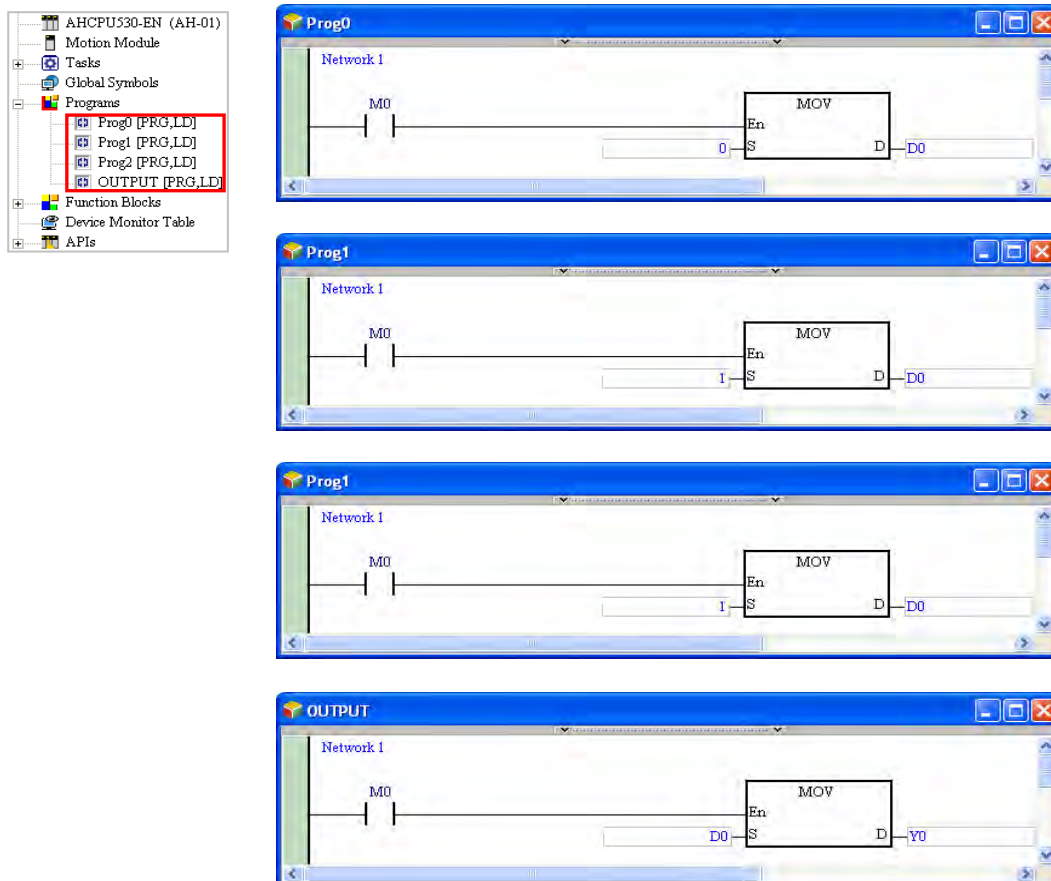 AHCPU530-EN (AH-01)
Motion Module
Tasks
Global Symbols
Programs
Prog0 [PRG,LD]
Prog1 [PRG,LD]
Prog2 [PRG,LD]
OUTPUT [PRG,LD]
Function Blocks
Device Monitor Table
APIs
Prog0
Network 1
M0
MOV
En
0 S D D0
Prog1
Network 1
M0
MOV
En
1 S D D0
Prog1
Network 1
M0
MOV
En
1 S D D0
OUTPUT
Network 1
M0
MOV
En
D0 S D Y0